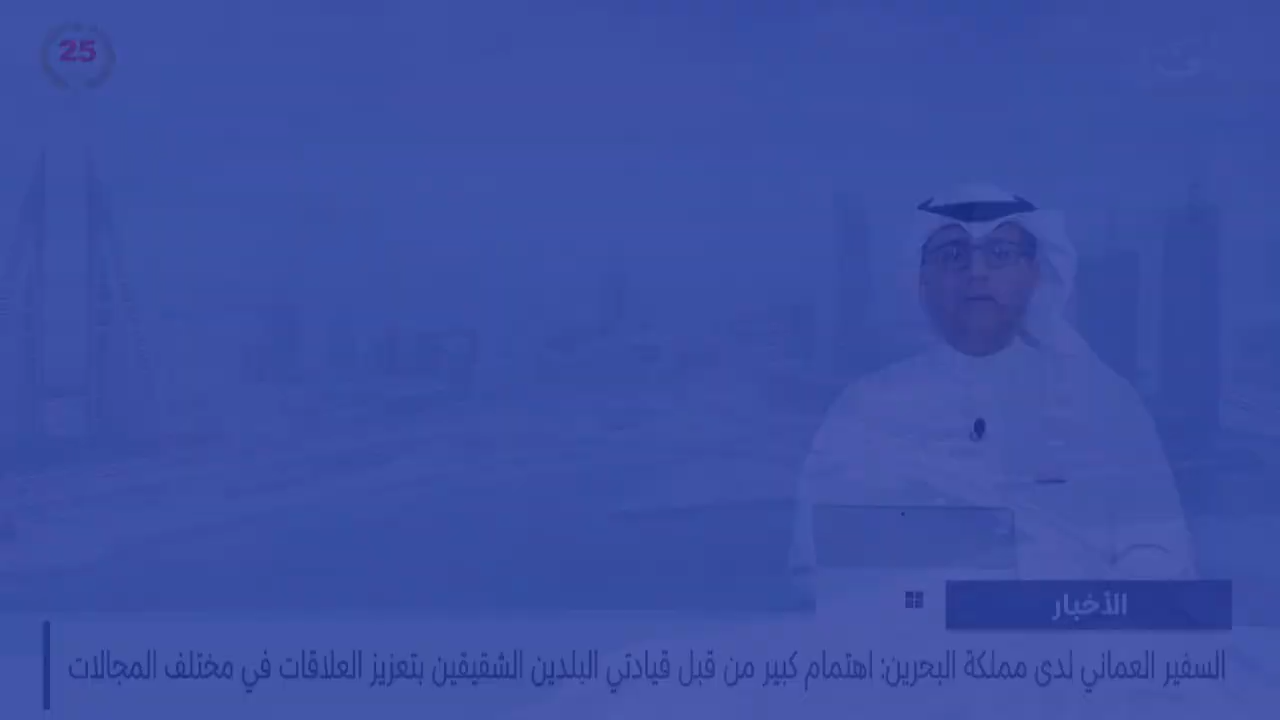 25
الأخبار
السفير العماني لدى مملكة البحرين: اهتمام كبير من قبل قيادتي البلدين الشقيقين بتعزيز العلاقات في مختلف المجالات